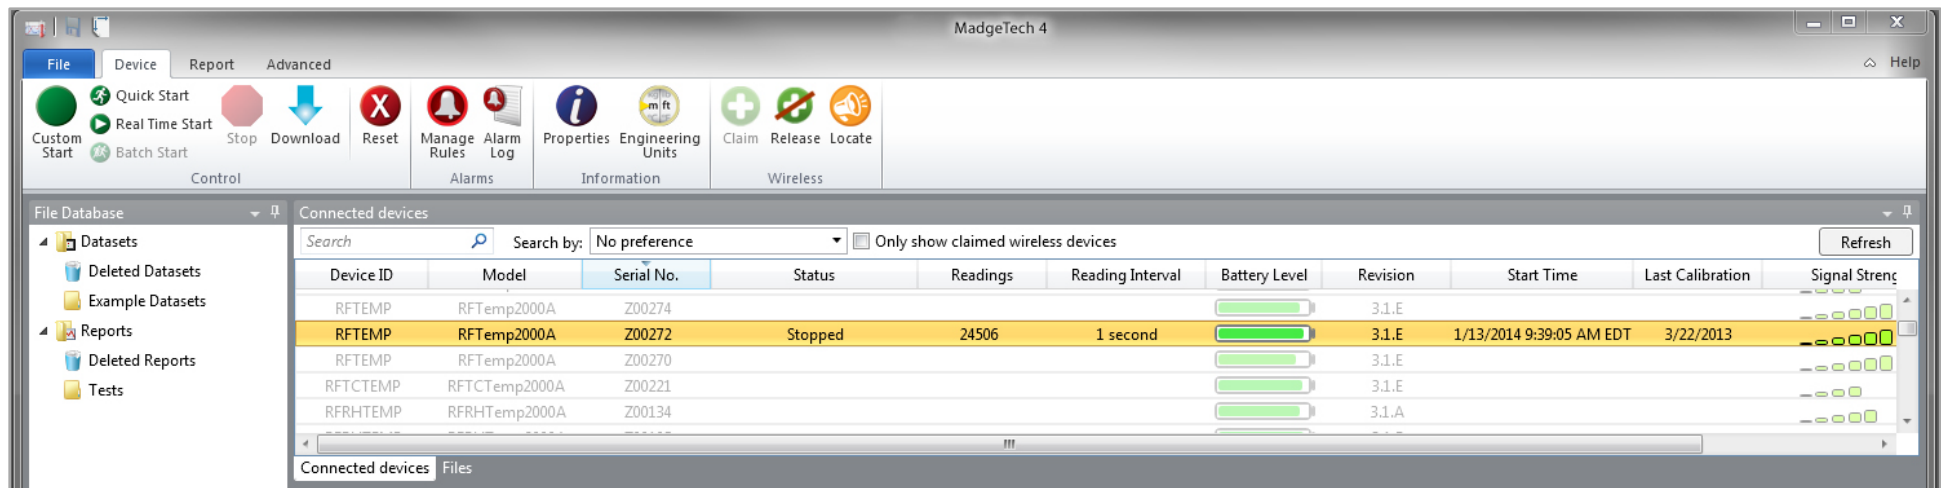 MadgeTech 4
File Device Report Advanced Help
Custom Start
Quick Start
Real Time Start
Batch Start
Stop
Download
Reset
Control
Manage Rules
Alarm Log
Alarms
Properties
m ft
Engineering Units
Information
Claim
Release
Locate
Wireless
File Database
Datasets
Deleted Datasets
Example Datasets
Reports
Deleted Reports
Tests
Connected devices
Search Search by: No preference Only show claimed wireless devices Refresh
Device ID Model Serial No. Status Readings Reading Interval Battery Level Revision Start Time Last Calibration Signal Streng
RFTEMP RFTemp2000A Z00274 3.1.E
RFTEMP RFTemp2000A Z00272 Stopped 24506 1 second 3.1.E 1/13/2014 9:39:05 AM EDT 3/22/2013
RFTEMP RFTemp2000A Z00270 3.1.E
RFTCTEMP RFTCTemp2000A Z00221 3.1.E
RFRHTEMP RFRHTemp2000A Z00134 3.1.A
Connected devices Files